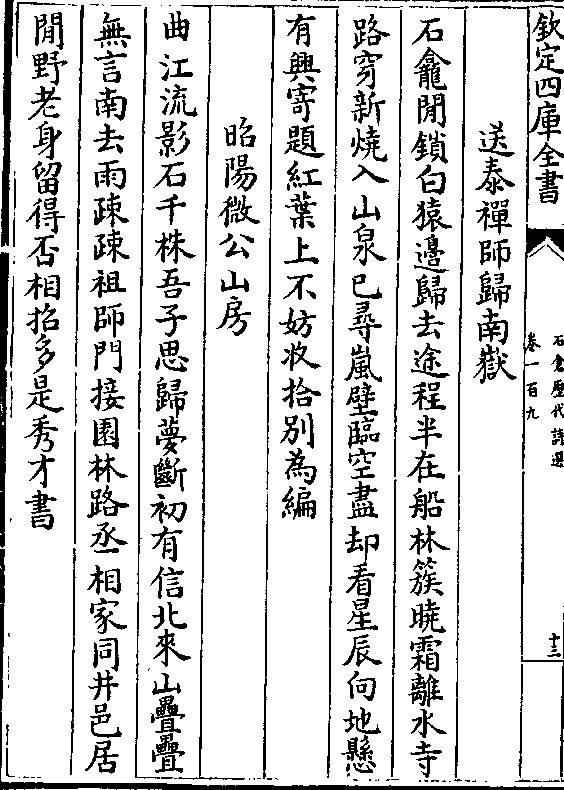 欽定四庫全書
石倉歷代詩選
卷一百九
十三
送泰禪師歸南嶽
石龕閒鎖白猿邊歸去途程半在船林簇曉霜離水寺
路穿新燒入山泉已尋嵐壁臨空盡却看星辰向地懸
有興寄題紅葉上不妨收拾別為編
昭陽微公山房
曲江流影石千株吾子思歸夢斷初有信北來山疊疊
無言南去雨疎疎祖師門接園林路丞相家同井邑居
閒野老身留得否相招多是秀才書